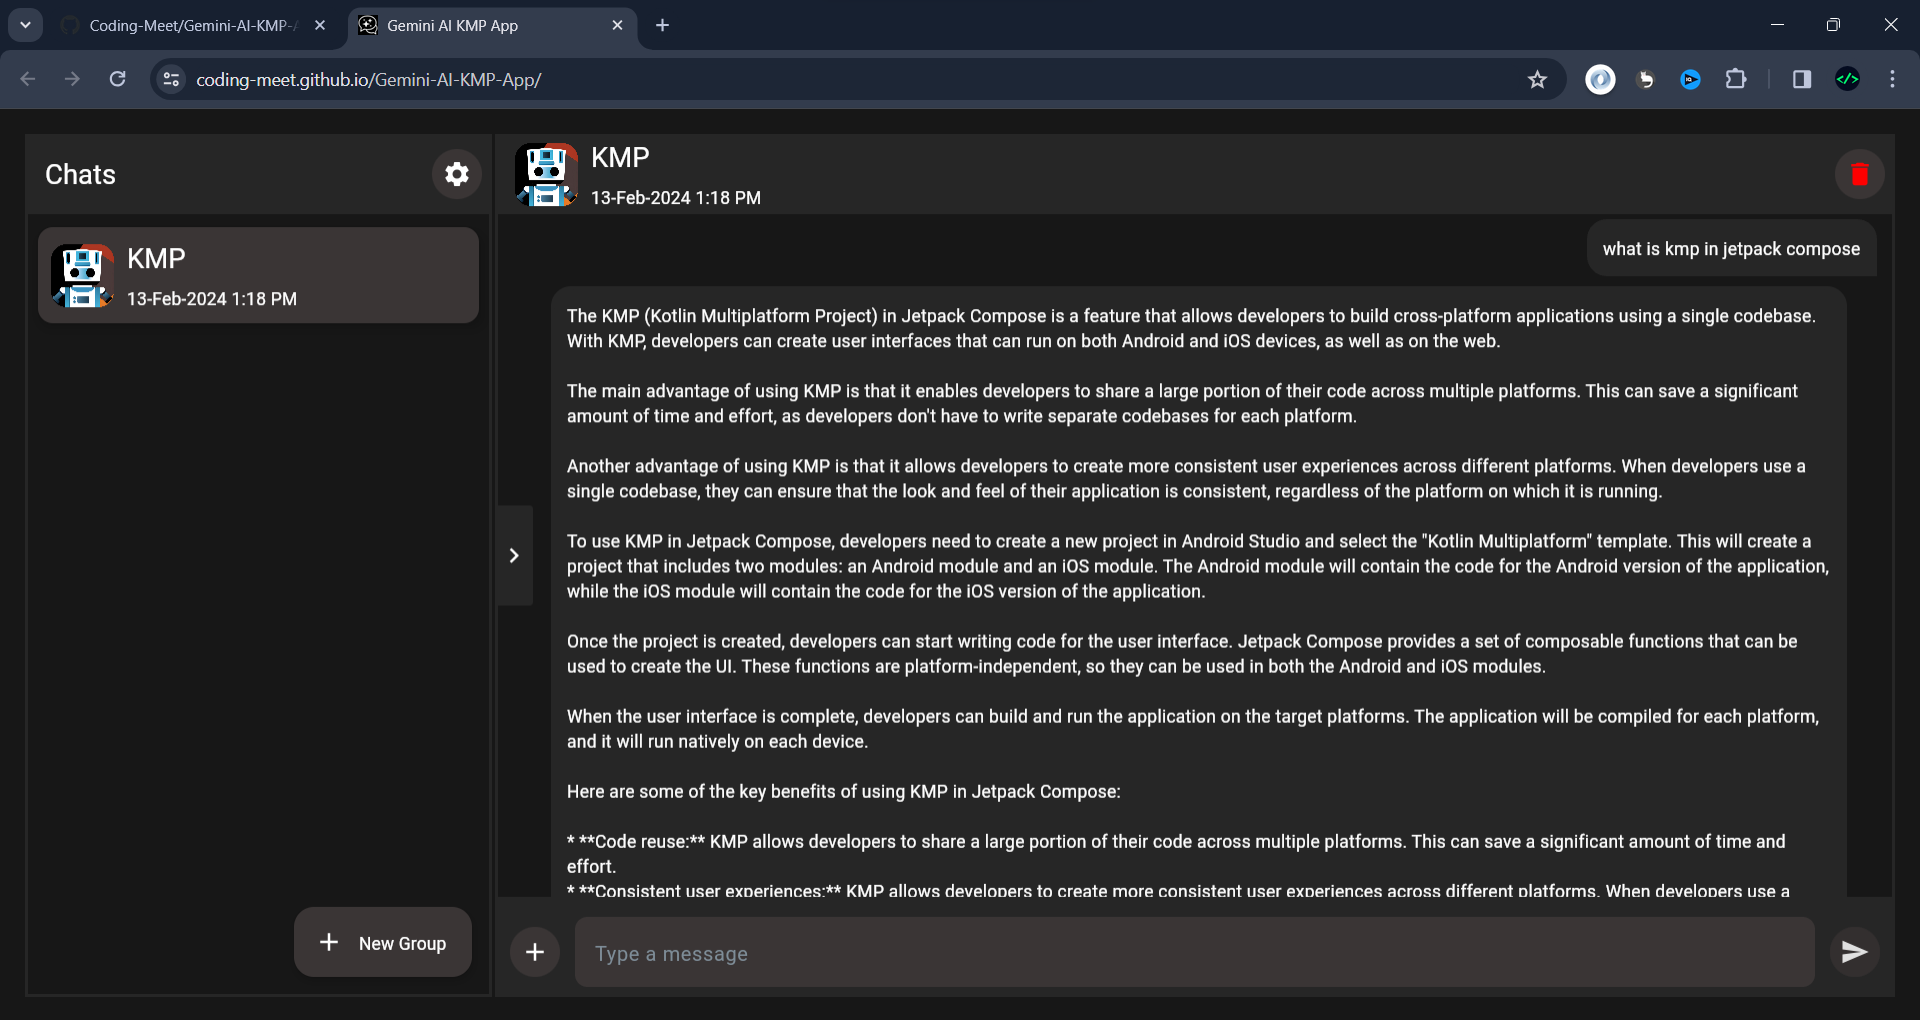 Coding-Meet/Gemini-AI-KMP-
Gemini AI KMP App
coding-meet.github.io/Gemini-AI-KMP-App/
Chats
KMP
13-Feb-2024 1:18 PM
New Group
KMP
13-Feb-2024 1:18 PM
what is kmp in jetpack compose
The KMP (Kotlin Multiplatform Project) in Jetpack Compose is a feature that allows developers to build cross-platform applications using a single codebase.
With KMP, developers can create user interfaces that can run on both Android and iOS devices, as well as on the web.
The main advantage of using KMP is that it enables developers to share a large portion of their code across multiple platforms. This can save a significant
amount of time and effort, as developers don't have to write separate codebases for each platform.
Another advantage of using KMP is that it allows developers to create more consistent user experiences across different platforms. When developers use a
single codebase, they can ensure that the look and feel of their application is consistent, regardless of the platform on which it is running.
To use KMP in Jetpack Compose, developers need to create a new project in Android Studio and select the "Kotlin Multiplatform" template. This will create a
project that includes two modules: an Android module and an iOS module. The Android module will contain the code for the Android version of the application,
while the iOS module will contain the code for the iOS version of the application.
Once the project is created, developers can start writing code for the user interface. Jetpack Compose provides a set of composable functions that can be
used to create the UI. These functions are platform-independent, so they can be used in both the Android and iOS modules.
When the user interface is complete, developers can build and run the application on the target platforms. The application will be compiled for each platform,
and it will run natively on each device.
Here are some of the key benefits of using KMP in Jetpack Compose:
* **Code reuse:** KMP allows developers to share a large portion of their code across multiple platforms. This can save a significant amount of time and
effort.
* **Consistent user experiences:** KMP allows developers to create more consistent user experiences across different platforms. When developers use a
Type a message